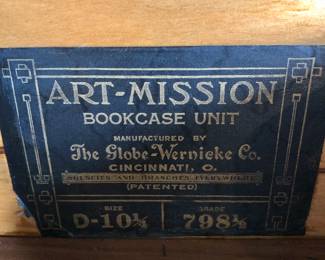 ART-MISSION
BOOKCASE UNIT
MANUFACTURED BY
The Globe-Wernicke Co.
CINCINNATI, O.
AGENCIES AND BRANCHES EVERYWHERE
(PATENTED)
SIZE GRADE
D-10¼ 798½